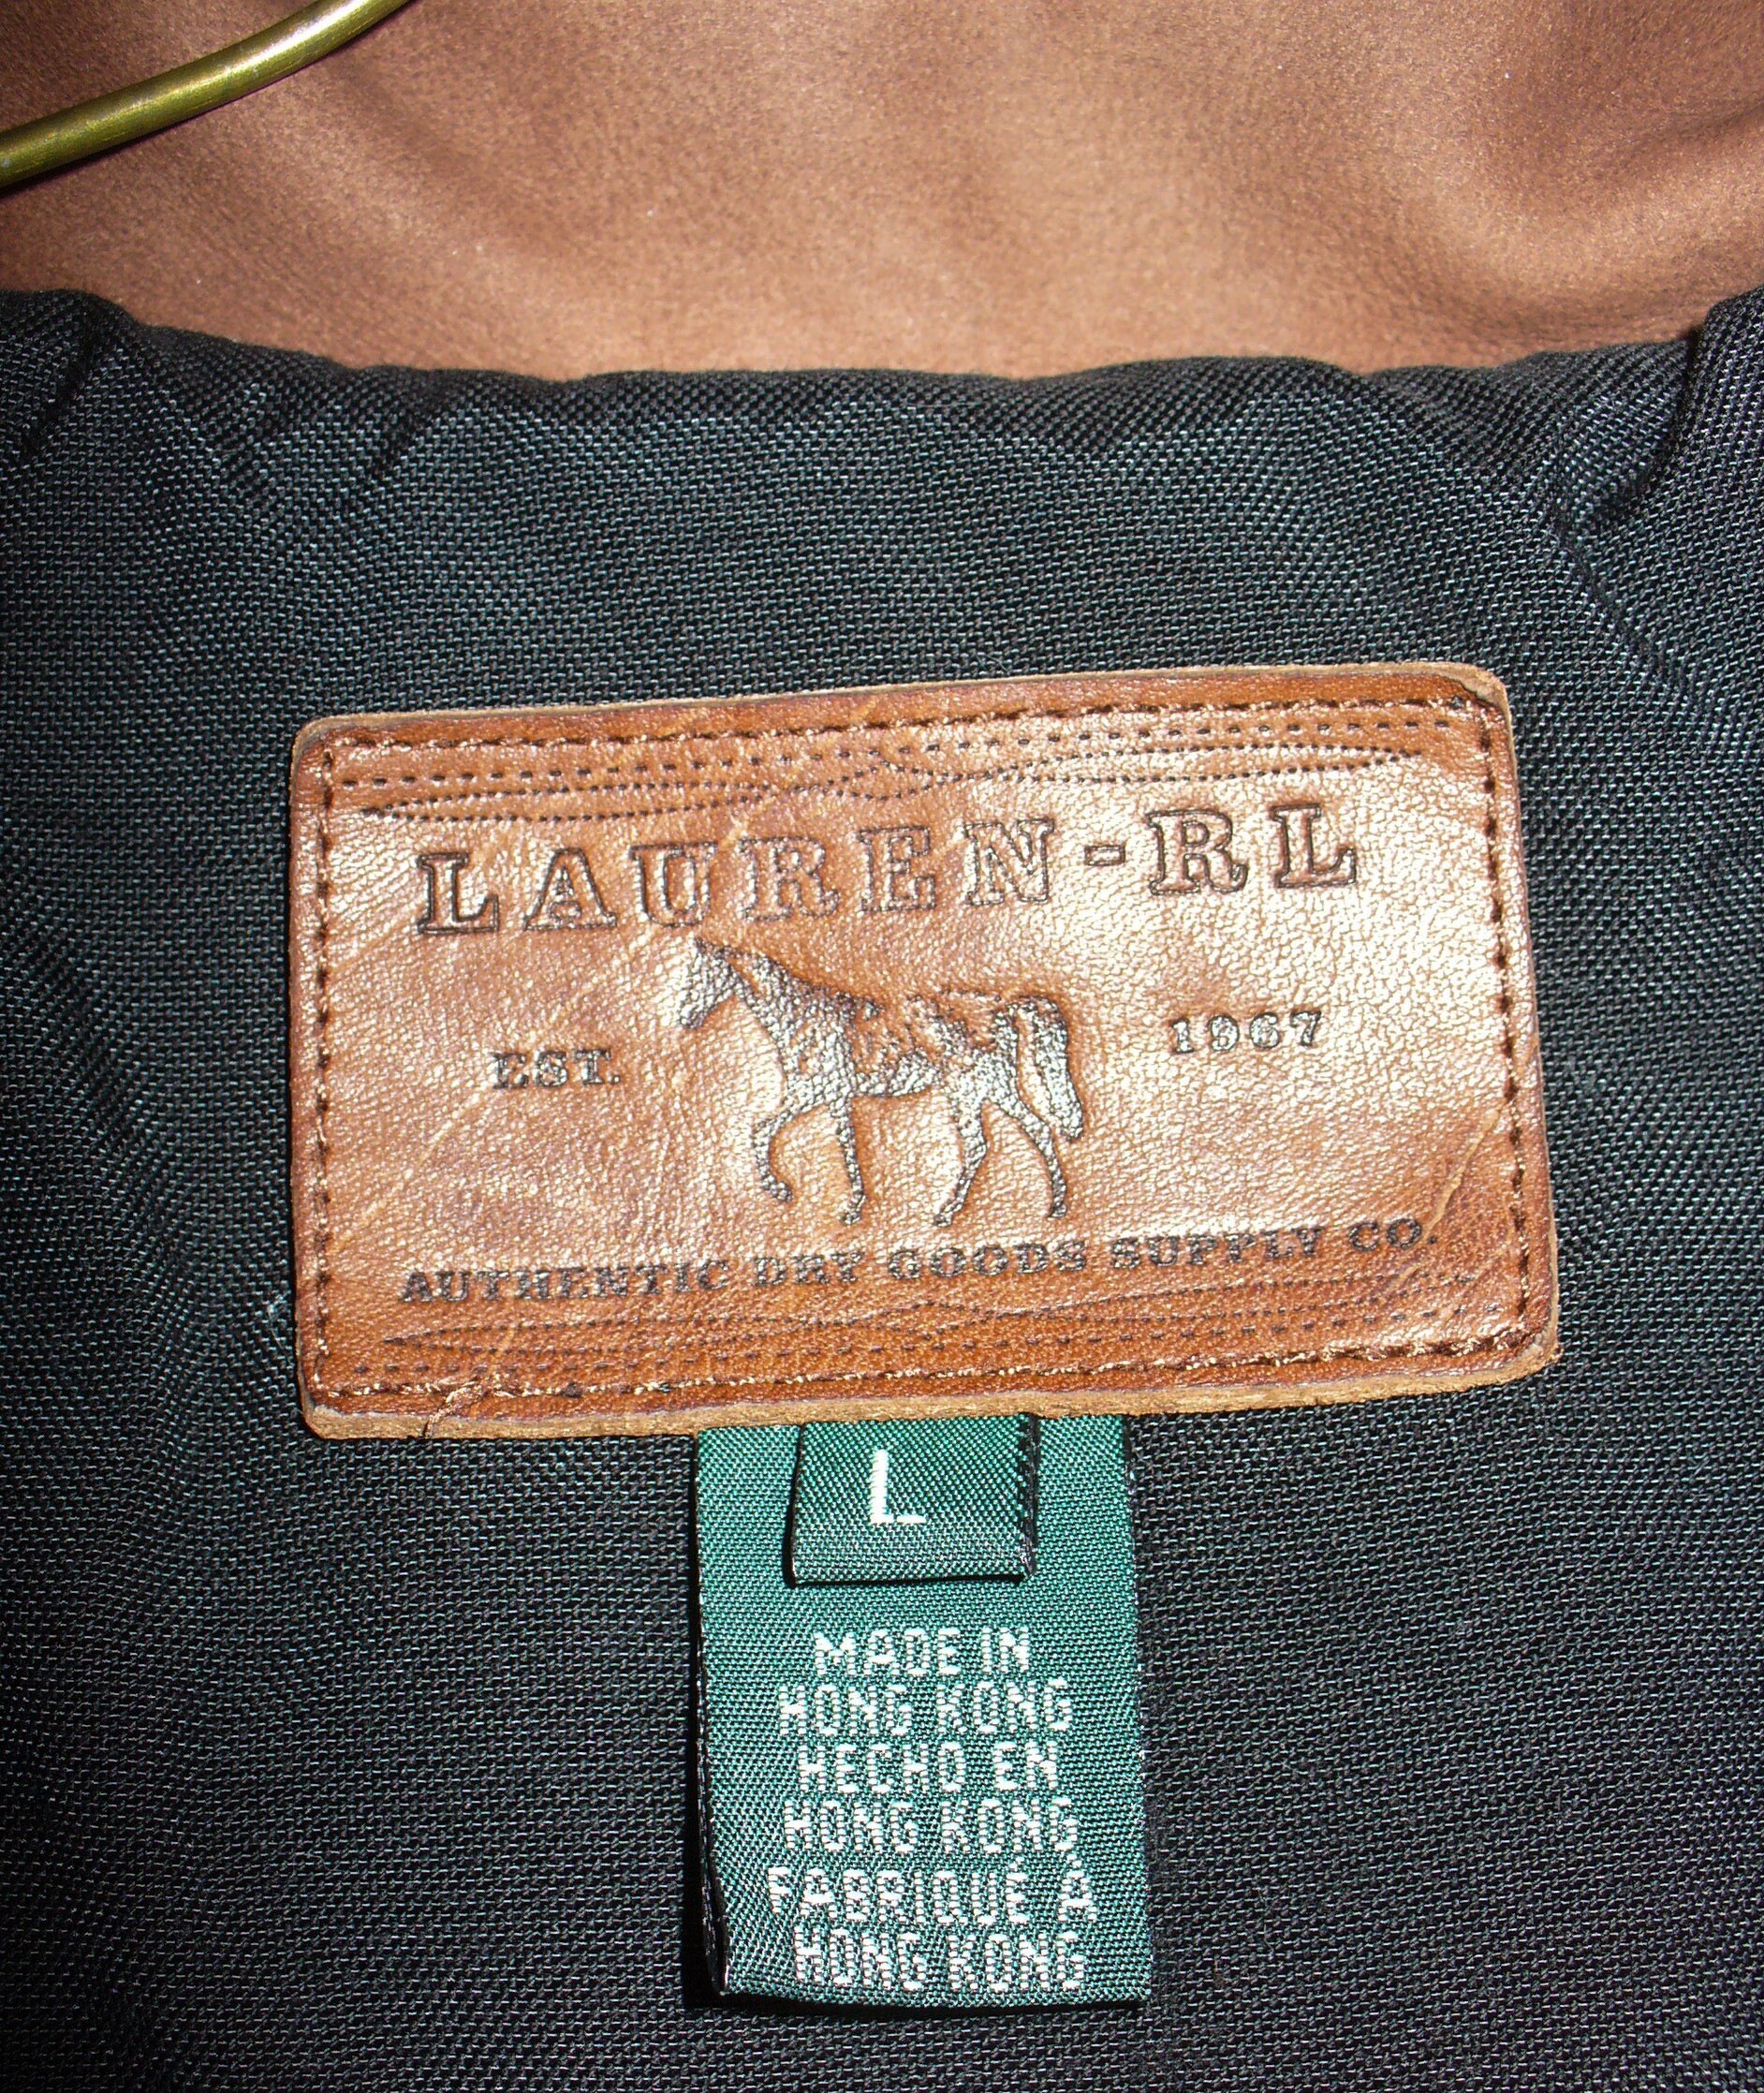 LAUREN-RL
EST. 1967
AUTHENTIC DRY GOODS SUPPLY CO.
L
MADE IN
HONG KONG
HECHO EN
HONG KONG
FABRIQUÉ À
HONG KONG